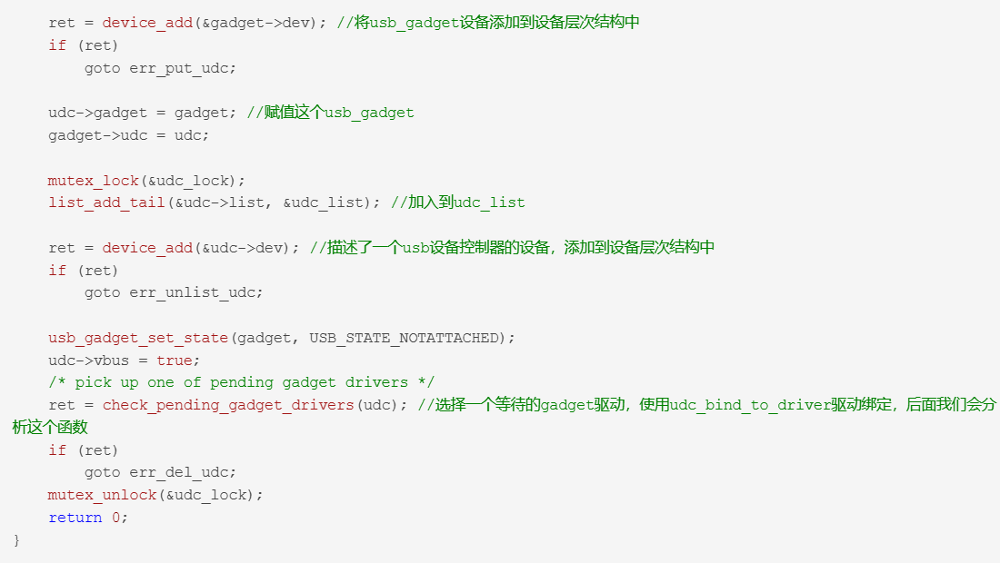 ret = device_add(&gadget->dev); //将usb_gadget设备添加到设备层次结构中
if (ret)
goto err_put_udc;
udc->gadget = gadget; //赋值这个usb_gadget
gadget->udc = udc;
mutex_lock(&udc_lock);
list_add_tail(&udc->list, &udc_list); //加入到udc_list
ret = device_add(&udc->dev); //描述了一个usb设备控制器的设备，添加到设备层次结构中
if (ret)
goto err_unlist_udc;
usb_gadget_set_state(gadget, USB_STATE_NOTATTACHED);
udc->vbus = true;
/* pick up one of pending gadget drivers */
ret = check_pending_gadget_drivers(udc); //选择一个等待的gadget驱动，使用udc_bind_to_driver驱动绑定，后面我们会分
析这个函数
if (ret)
goto err_del_udc;
mutex_unlock(&udc_lock);
return 0;
}